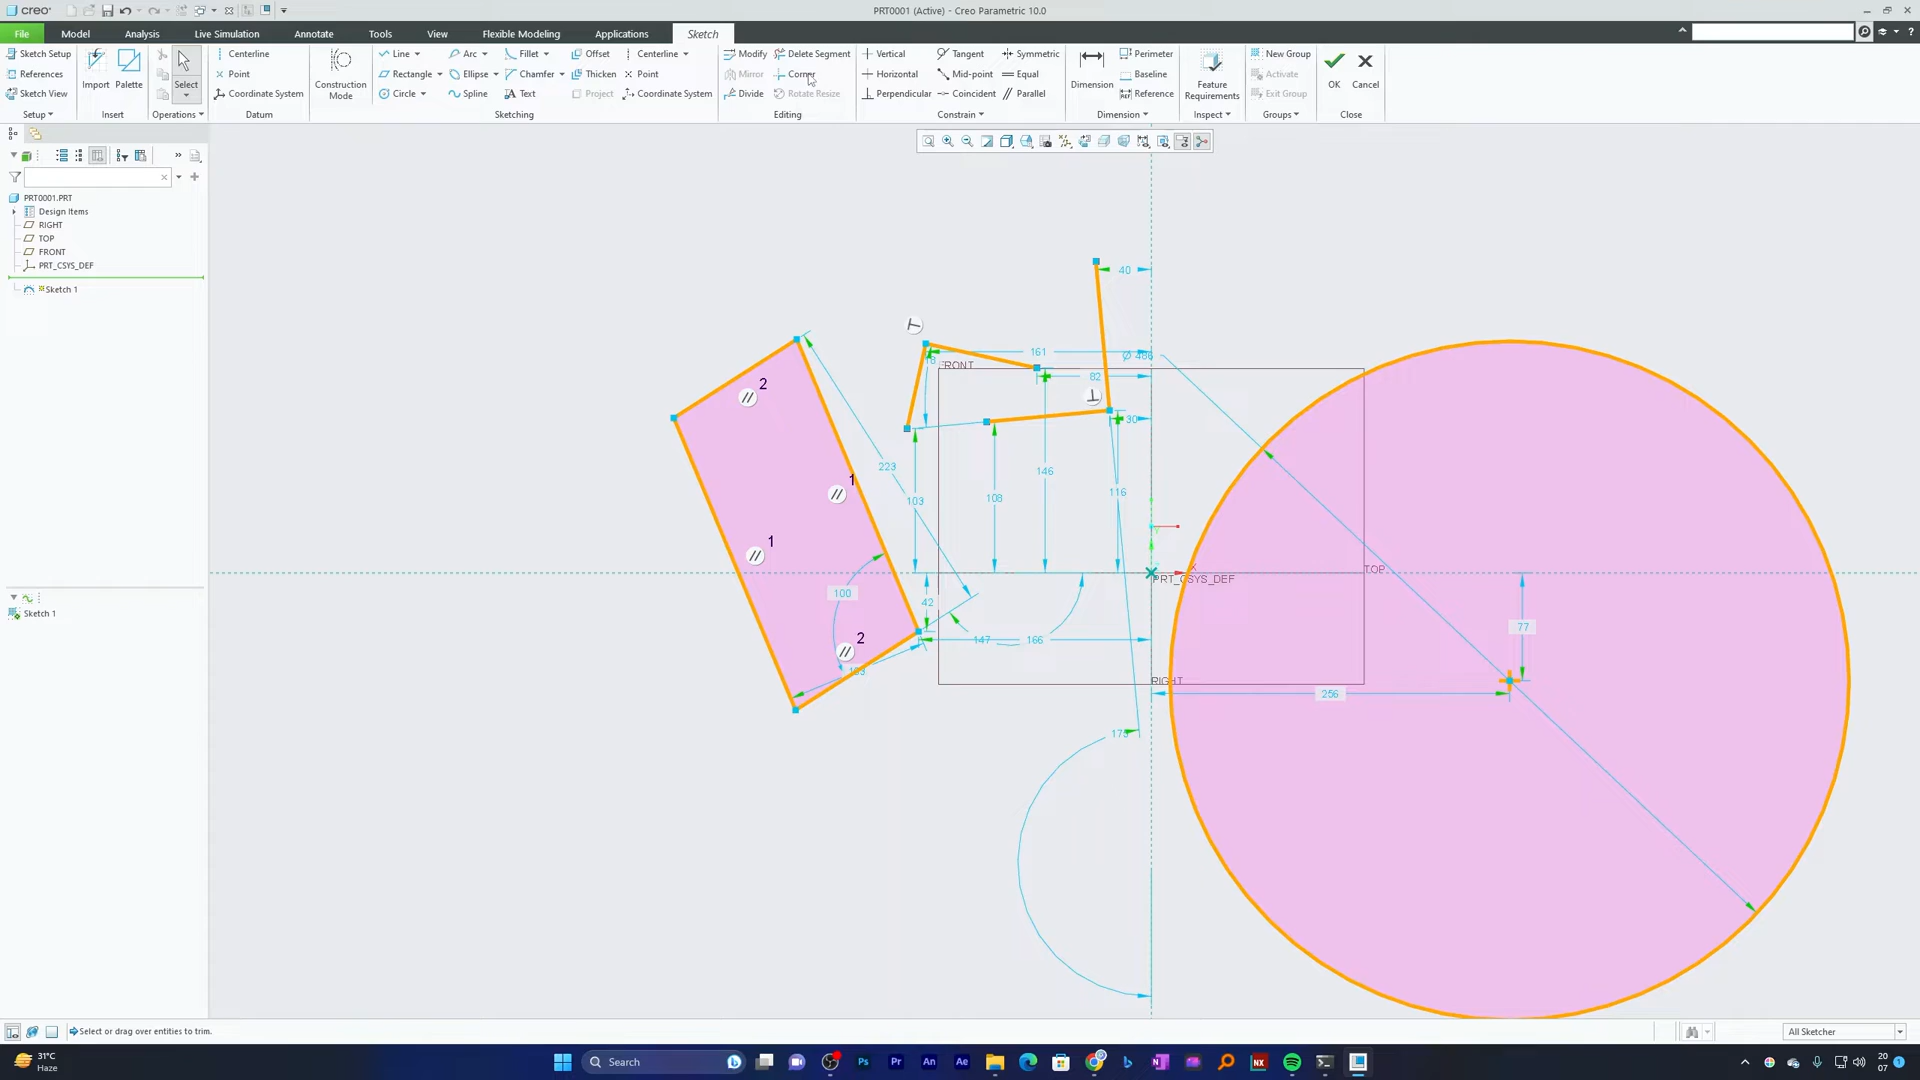 creo
PRT0001 (Active) - Creo Parametric 10.0
File Model Analysis Live Simulation Annotate Tools View Flexible Modeling Applications Sketch
Sketch Setup
References
Sketch View
Setup
Import Palette
Insert
Select
Operations
Centerline
Point
Coordinate System
Datum
Construction Mode
Line Arc Fillet Offset Centerline
Rectangle Ellipse Chamfer Thicken Point
Circle Spline Text Project Coordinate System
Sketching
Modify Delete Segment
Mirror Corner
Divide Rotate Resize
Editing
Vertical Tangent Symmetric
Horizontal Mid-point Equal
Perpendicular Coincident Parallel
Constrain
Dimension
Perimeter
Baseline
Reference
Dimension
Feature Requirements
Inspect
New Group
Activate
Exit Group
Groups
OK Cancel
Close
PRT0001.PRT
Design Items
RIGHT
TOP
FRONT
PRT_CSYS_DEF
Sketch 1
Sketch 1
40
161
FRONT
82
30
2
223
1
146
103
108
116
1
X
TOP
PRT_CSYS_DEF
100
42
77
2
147 166
RIGHT
256
Select or drag over entities to trim.
All Sketcher
31°C
Haze
Search
Ps Pr An Ae
NX
20
07